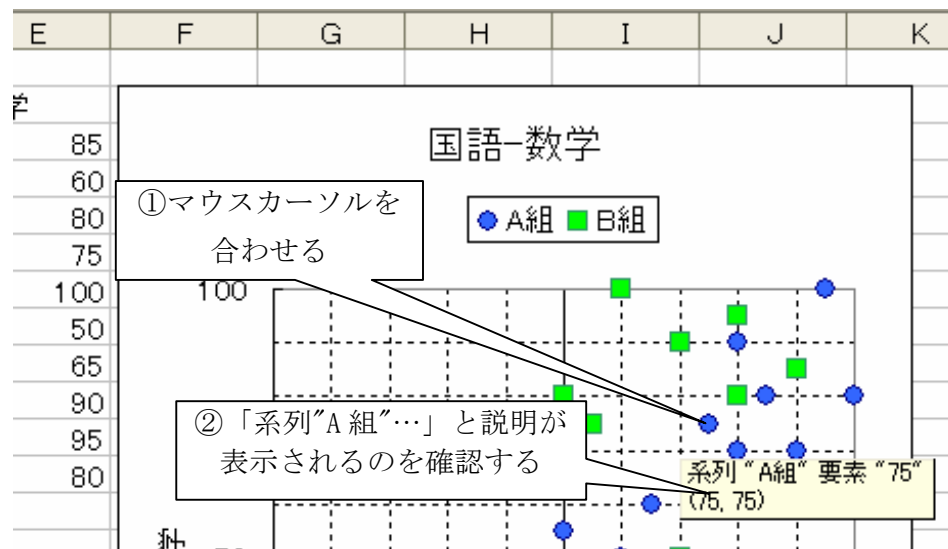 E F G H I J K
学
85
60
80
75
100
50
65
90
95
80
国語-数学
A組 B組
①マウスカーソルを
合わせる
100
②「系列"A組"…」と説明が
表示されるのを確認する
系列 "A組" 要素 "75"
(75, 75)